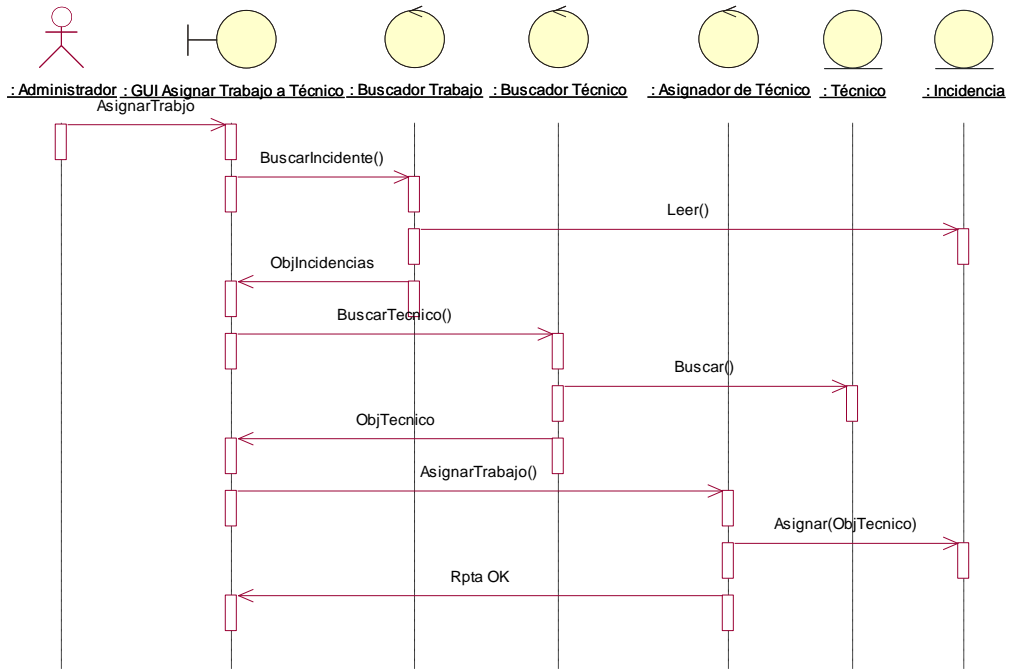 : Administrador
: GUI Asignar Trabajo a Técnico
: Buscador Trabajo
: Buscador Técnico
: Asignador de Técnico
: Técnico
: Incidencia
AsignarTrabjo
BuscarIncidente()
Leer()
ObjIncidencias
BuscarTecnico()
Buscar()
ObjTecnico
AsignarTrabajo()
Asignar(ObjTecnico)
Rpta OK